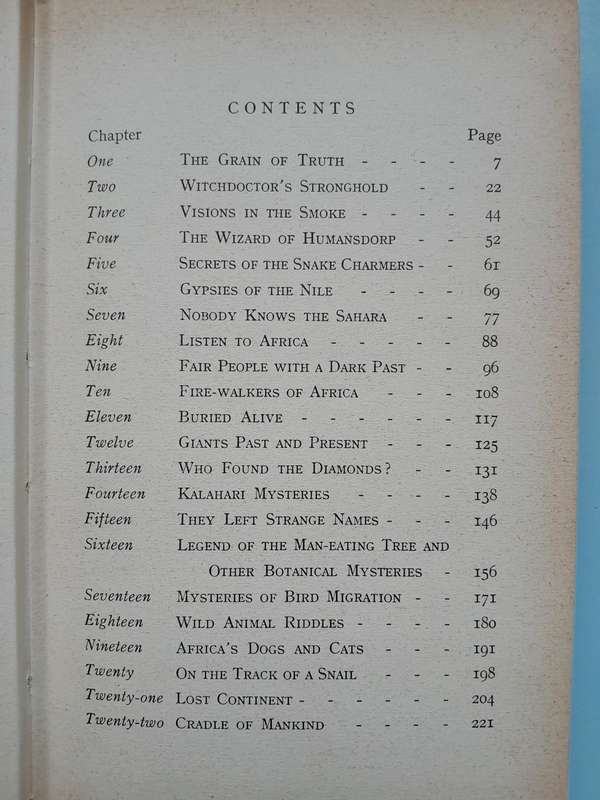 CONTENTS
Chapter Page
One The Grain of Truth - - - - 7
Two Witchdoctor's Stronghold - - 22
Three Visions in the Smoke - - - - 44
Four The Wizard of Humansdorp - - 52
Five Secrets of the Snake Charmers - - 61
Six Gypsies of the Nile - - - - 69
Seven Nobody Knows the Sahara - - 77
Eight Listen to Africa - - - - - 88
Nine Fair People with a Dark Past - - 96
Ten Fire-walkers of Africa - - - 108
Eleven Buried Alive - - - - - - 117
Twelve Giants Past and Present - - - 125
Thirteen Who Found the Diamonds? - - 131
Fourteen Kalahari Mysteries - - - - 138
Fifteen They Left Strange Names - - - 146
Sixteen Legend of the Man-eating Tree and
Other Botanical Mysteries - 156
Seventeen Mysteries of Bird Migration - - 171
Eighteen Wild Animal Riddles - - - - 180
Nineteen Africa's Dogs and Cats - - - 191
Twenty On the Track of a Snail - - - 198
Twenty-one Lost Continent - - - - - - 204
Twenty-two Cradle of Mankind - - - - 221